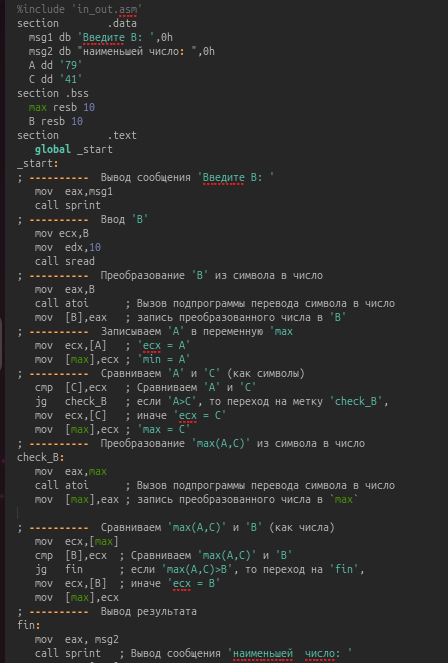 %include 'in_out.asm'
section        .data
  msg1 db 'Введите B: ',0h
  msg2 db "наименьшей число: ",0h
  A dd '79'
  C dd '41'
section .bss
  max resb 10
  B resb 10
section        .text
   global _start
_start:
; ---------- Вывод сообщения 'Введите B: '
   mov  eax,msg1
   call sprint
; ---------- Ввод 'B'
   mov ecx,B
   mov  edx,10
   call sread
; ---------- Преобразование 'B' из символа в число
   mov  eax,B
   call atoi      ; Вызов подпрограммы перевода символа в число
   mov  [B],eax   ; запись преобразованного числа в 'B'
; ---------- Записываем 'A' в переменную 'max
   mov  ecx,[A]   ; 'ecx = A'
   mov  [max],ecx ; 'min = A'
; ---------- Сравниваем 'A' и 'C' (как символы)
   cmp  [C],ecx   ; Сравниваем 'A' и 'C'
   jg   check_B   ; если 'A>C', то переход на метку 'check_B',
   mov  ecx,[C]   ; иначе 'ecx = C'
   mov  [max],ecx ; 'max = C'
; ---------- Преобразование 'max(A,C)' из символа в число
check_B:
   mov  eax,max
   call atoi      ; Вызов подпрограммы перевода символа в число
   mov  [max],eax ; запись преобразованного числа в `max`
; ---------- Сравниваем 'max(A,C)' и 'B' (как числа)
   mov  ecx,[max]
   cmp  [B],ecx  ; Сравниваем 'max(A,C)' и 'B'
   jg   fin      ; если 'max(A,C)>B', то переход на 'fin',
   mov  ecx,[B]  ; иначе 'ecx = B'
   mov  [max],ecx
; ---------- Вывод результата
fin:
   mov  eax, msg2
   call sprint   ; Вывод сообщения 'наименьшей  число: '